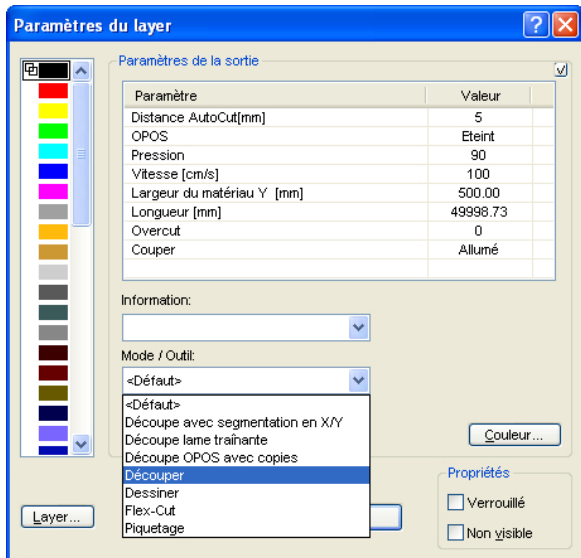 Paramètres du layer
Paramètres de la sortie
Paramètre Valeur
Distance AutoCut[mm] 5
OPOS Eteint
Pression 90
Vitesse [cm/s] 100
Largeur du matériau Y [mm] 500.00
Longueur [mm] 49998.73
Overcut 0
Couper Allumé
Information:
Mode / Outil:
<Défaut>
<Défaut>
Découpe avec segmentation en X/Y
Découpe lame traînante
Découpe OPOS avec copies
Découper
Dessiner
Flex-Cut
Piquetage
Couleur...
Propriétés
Verrouillé
Non visible
Layer...